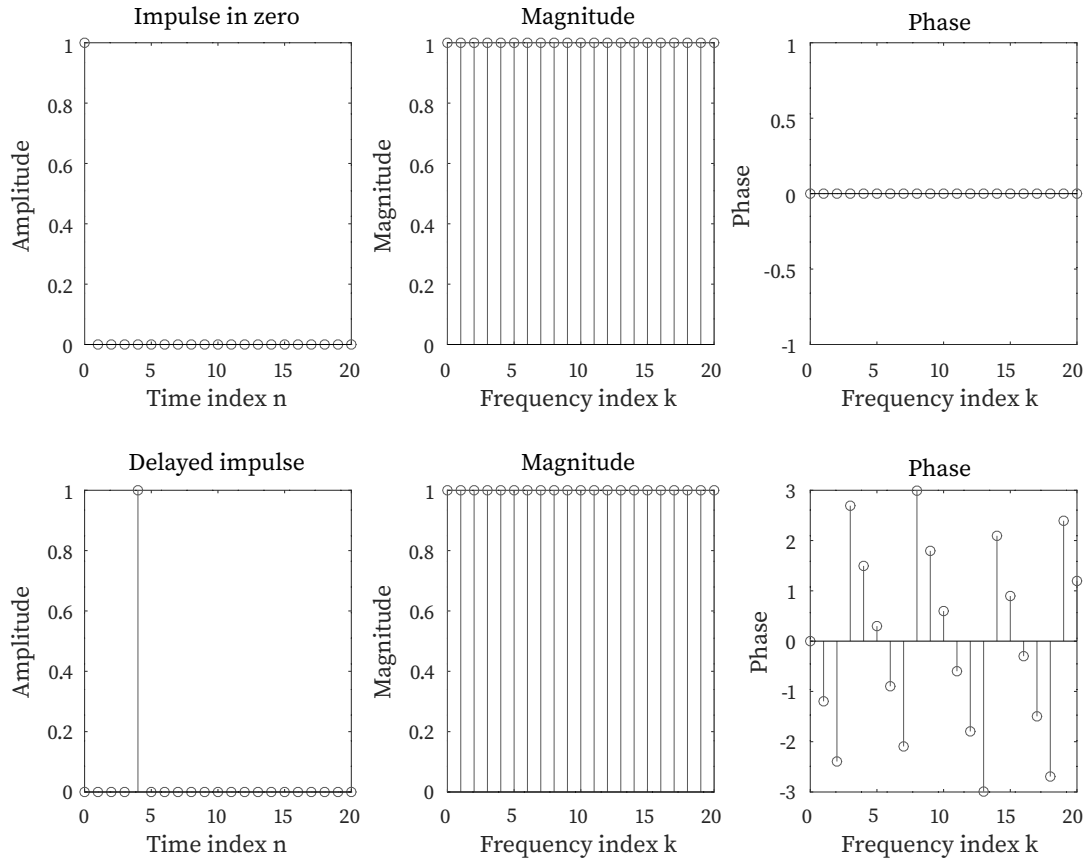 Impulse in zero
Amplitude
1
0.8
0.6
0.4
0.2
0
0 5 10 15 20
Time index n
Magnitude
Magnitude
1
0.8
0.6
0.4
0.2
0
0 5 10 15 20
Frequency index k
Phase
Phase
1
0.5
0
-0.5
-1
0 5 10 15 20
Frequency index k
Delayed impulse
Amplitude
1
0.8
0.6
0.4
0.2
0
0 5 10 15 20
Time index n
Magnitude
Magnitude
1
0.8
0.6
0.4
0.2
0
0 5 10 15 20
Frequency index k
Phase
Phase
3
2
1
0
-1
-2
-3
0 5 10 15 20
Frequency index k